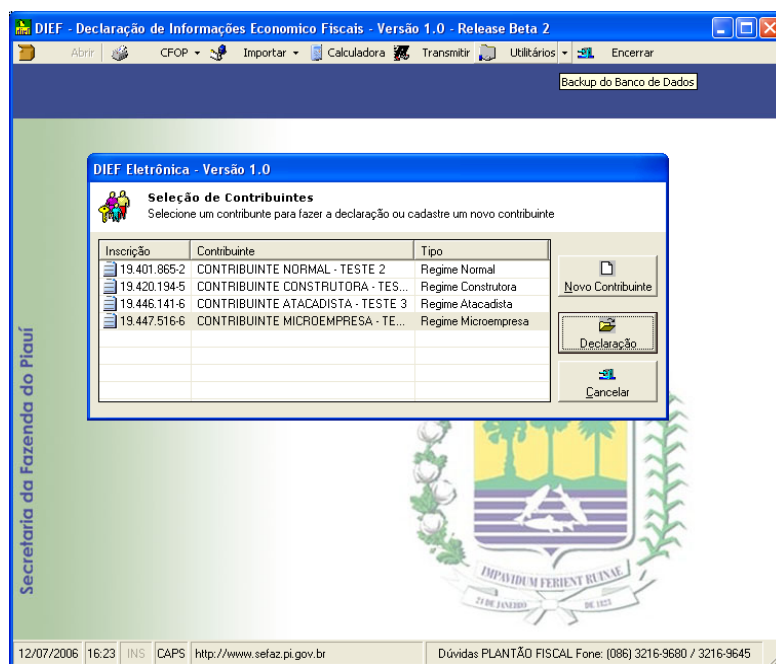 DIEF - Declaração de Informações Economico Fiscais - Versão 1.0 - Release Beta 2
Abrir CFOP Importar Calculadora Transmitir Utilitários Encerrar
Backup do Banco de Dados
DIEF Eletrônica - Versão 1.0
Seleção de Contribuintes
Selecione um contribunte para fazer a declaração ou cadastre um novo contribuinte
Inscrição Contribuinte Tipo
19.401.865-2 CONTRIBUINTE NORMAL - TESTE 2 Regime Normal
19.420.194-5 CONTRIBUINTE CONSTRUTORA - TES... Regime Construtora
19.446.141-6 CONTRIBUINTE ATACADISTA - TESTE 3 Regime Atacadista
19.447.516-6 CONTRIBUINTE MICROEMPRESA - TE... Regime Microempresa
Novo Contribuinte
Declaração
Cancelar
Secretaria da Fazenda do Piauí
IMPAVIDUM FERIENT RUINAE
24 DE JANEIRO DE 1823
12/07/2006 16:23 INS CAPS http://www.sefaz.pi.gov.br Dúvidas PLANTÃO FISCAL Fone: (086) 3216-9680 / 3216-9645